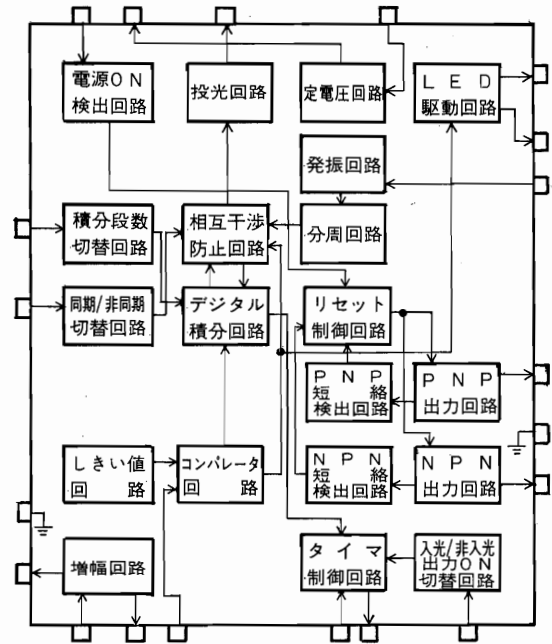 電源ON
検出回路
投光回路
定電圧回路
LED
駆動回路
発振回路
積分段数
切替回路
相互干渉
防止回路
分周回路
同期/非同期
切替回路
デジタル
積分回路
リセット
制御回路
PNP
短絡
検出回路
PNP
出力回路
しきい値
回路
コンパレータ
回路
NPN
短絡
検出回路
NPN
出力回路
増幅回路
タイマ
制御回路
入光/非入光
出力ON
切替回路